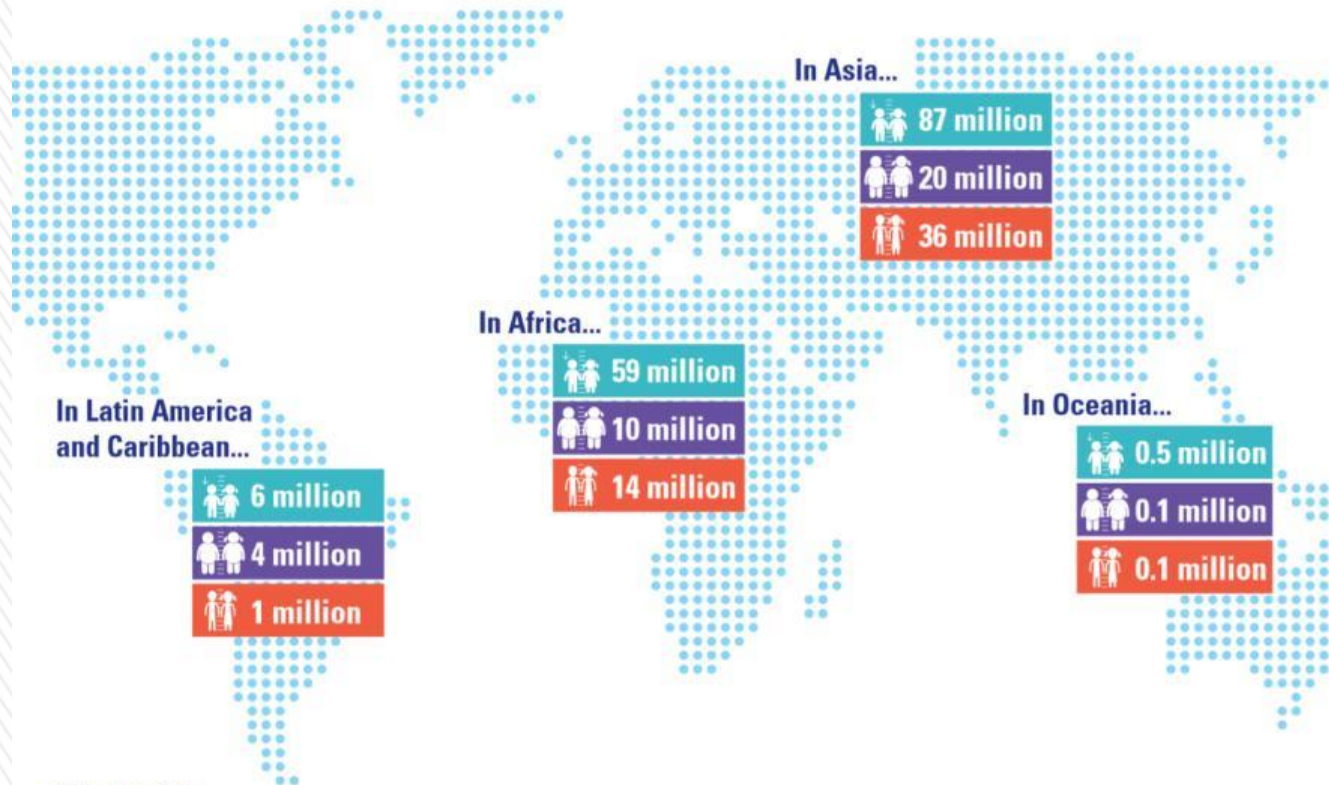 In Asia...
87 million
20 million
36 million
In Africa...
59 million
10 million
14 million
In Latin America
and Caribbean...
6 million
4 million
1 million
In Oceania...
0.5 million
0.1 million
0.1 million